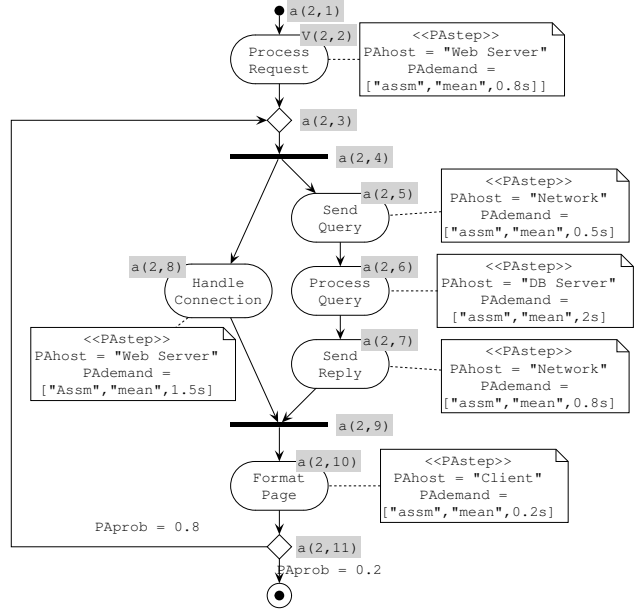 a(2,1)
V(2,2)
Process
Request
<<PAstep>>
PAhost = "Web Server"
PAdemand =
["assm","mean",0.8s]]
a(2,3)
a(2,4)
a(2,5)
Send
Query
<<PAstep>>
PAhost = "Network"
PAdemand =
["assm","mean",0.5s]
a(2,8)
Handle
Connection
a(2,6)
Process
Query
<<PAstep>>
PAhost = "DB Server"
PAdemand =
["assm","mean",2s]
<<PAstep>>
PAhost = "Web Server"
PAdemand =
["Assm","mean",1.5s]
a(2,7)
Send
Reply
<<PAstep>>
PAhost = "Network"
PAdemand =
["assm","mean",0.8s]
a(2,9)
a(2,10)
Format
Page
<<PAstep>>
PAhost = "Client"
PAdemand =
["assm","mean",0.2s]
PAprob = 0.8
a(2,11)
PAprob = 0.2